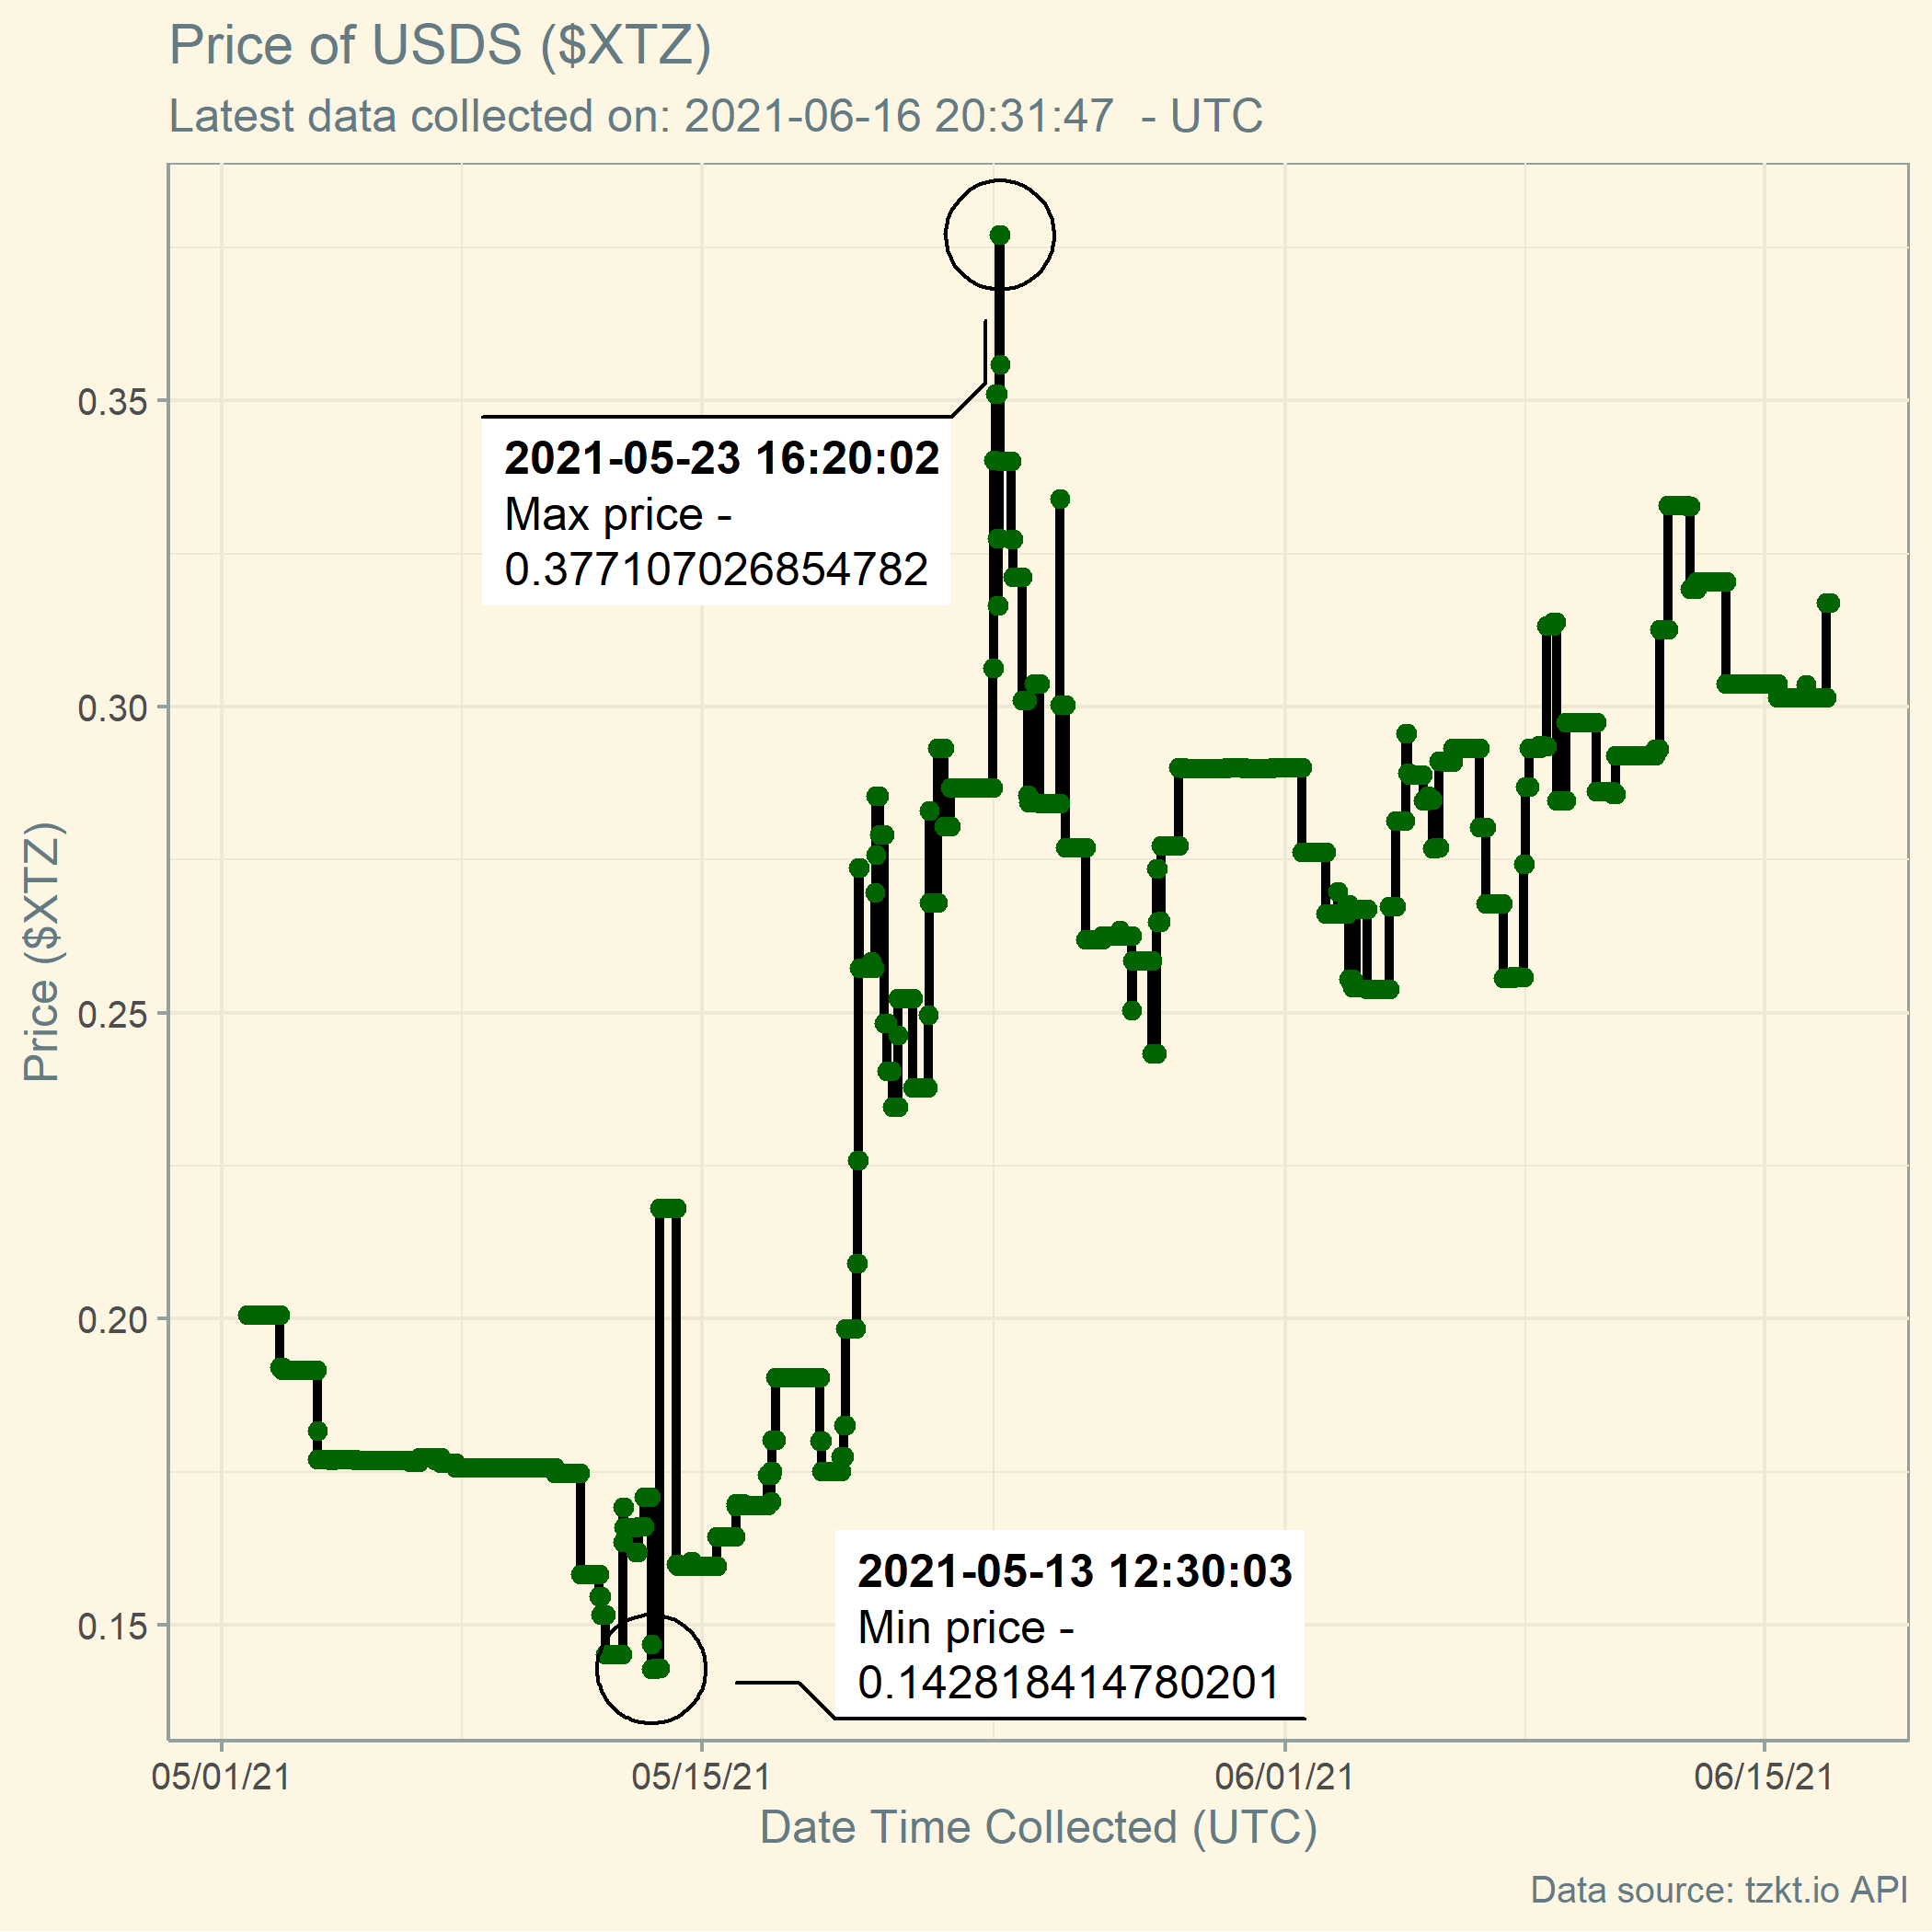 Price of USDS ($XTZ)
Latest data collected on: 2021-06-16 20:31:47  - UTC
2021-05-23 16:20:02
Max price -
0.377107026854782
2021-05-13 12:30:03
Min price -
0.142818414780201
Price ($XTZ)
0.35
0.30
0.25
0.20
0.15
05/01/21
05/15/21
06/01/21
06/15/21
Date Time Collected (UTC)
Data source: tzkt.io API